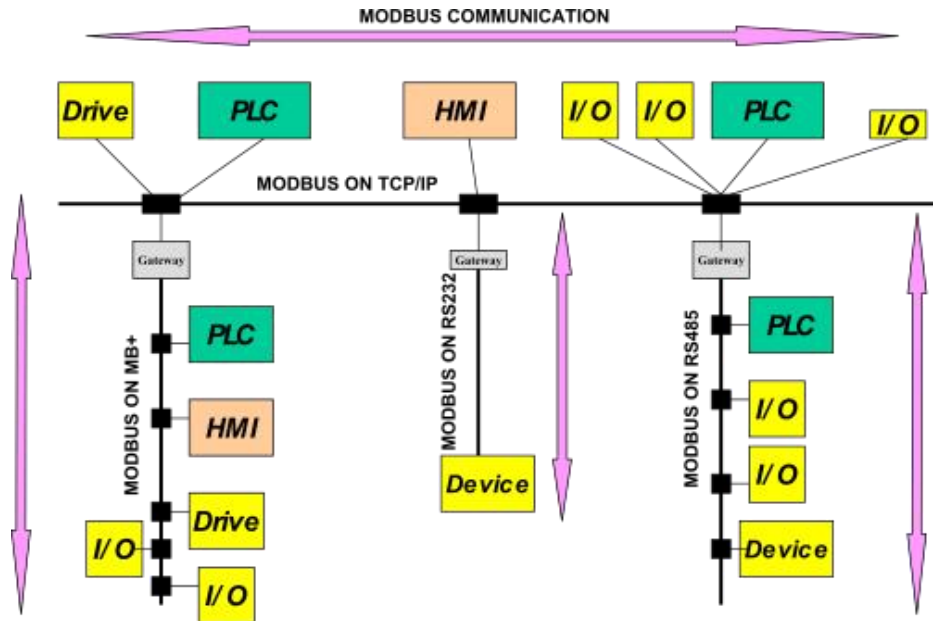 MODBUS COMMUNICATION
Drive
PLC
HMI
I/O
I/O
PLC
I/O
MODBUS ON TCP/IP
Gateway
Gateway
Gateway
MODBUS ON MB+
PLC
HMI
Drive
I/O
I/O
MODBUS ON RS232
Device
MODBUS ON RS485
PLC
I/O
I/O
Device